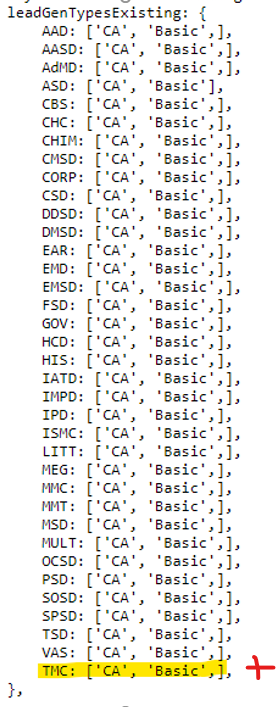 leadGenTypesExisting: {
AAD: ['CA', 'Basic',],
AASD: ['CA', 'Basic',],
AdMD: ['CA', 'Basic',],
ASD: ['CA', 'Basic'],
CBS: ['CA', 'Basic',],
CHC: ['CA', 'Basic',],
CHIM: ['CA', 'Basic',],
CMSD: ['CA', 'Basic',],
CORP: ['CA', 'Basic',],
CSD: ['CA', 'Basic',],
DDSD: ['CA', 'Basic',],
DMSD: ['CA', 'Basic',],
EAR: ['CA', 'Basic',],
EMD: ['CA', 'Basic',],
EMSD: ['CA', 'Basic',],
FSD: ['CA', 'Basic',],
GOV: ['CA', 'Basic',],
HCD: ['CA', 'Basic',],
HIS: ['CA', 'Basic',],
IATD: ['CA', 'Basic',],
IMPD: ['CA', 'Basic',],
IPD: ['CA', 'Basic',],
ISMC: ['CA', 'Basic',],
LITT: ['CA', 'Basic',],
MEG: ['CA', 'Basic',],
MMC: ['CA', 'Basic',],
MMT: ['CA', 'Basic',],
MSD: ['CA', 'Basic',],
MULT: ['CA', 'Basic',],
OCSD: ['CA', 'Basic',],
PSD: ['CA', 'Basic',],
SOSD: ['CA', 'Basic',],
SPSD: ['CA', 'Basic',],
TSD: ['CA', 'Basic',],
VAS: ['CA', 'Basic',],
TMC: ['CA', 'Basic',], +
},